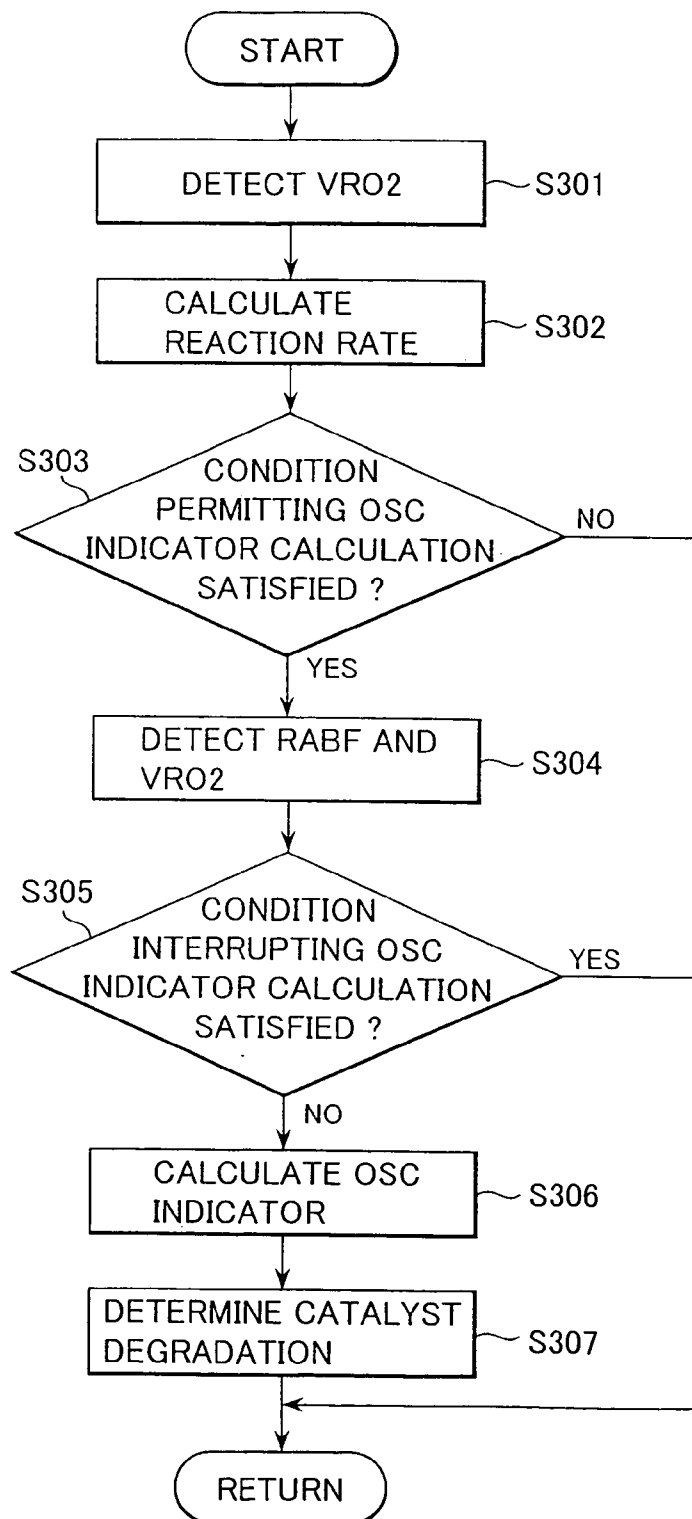 START
DETECT VRO2
S301
CALCULATE
REACTION RATE
S302
S303
CONDITION
PERMITTING OSC
INDICATOR CALCULATION
SATISFIED ?
NO
YES
DETECT RABF AND
VRO2
S304
S305
CONDITION
INTERRUPTING OSC
INDICATOR CALCULATION
SATISFIED ?
YES
NO
CALCULATE OSC
INDICATOR
S306
DETERMINE CATALYST
DEGRADATION
S307
RETURN